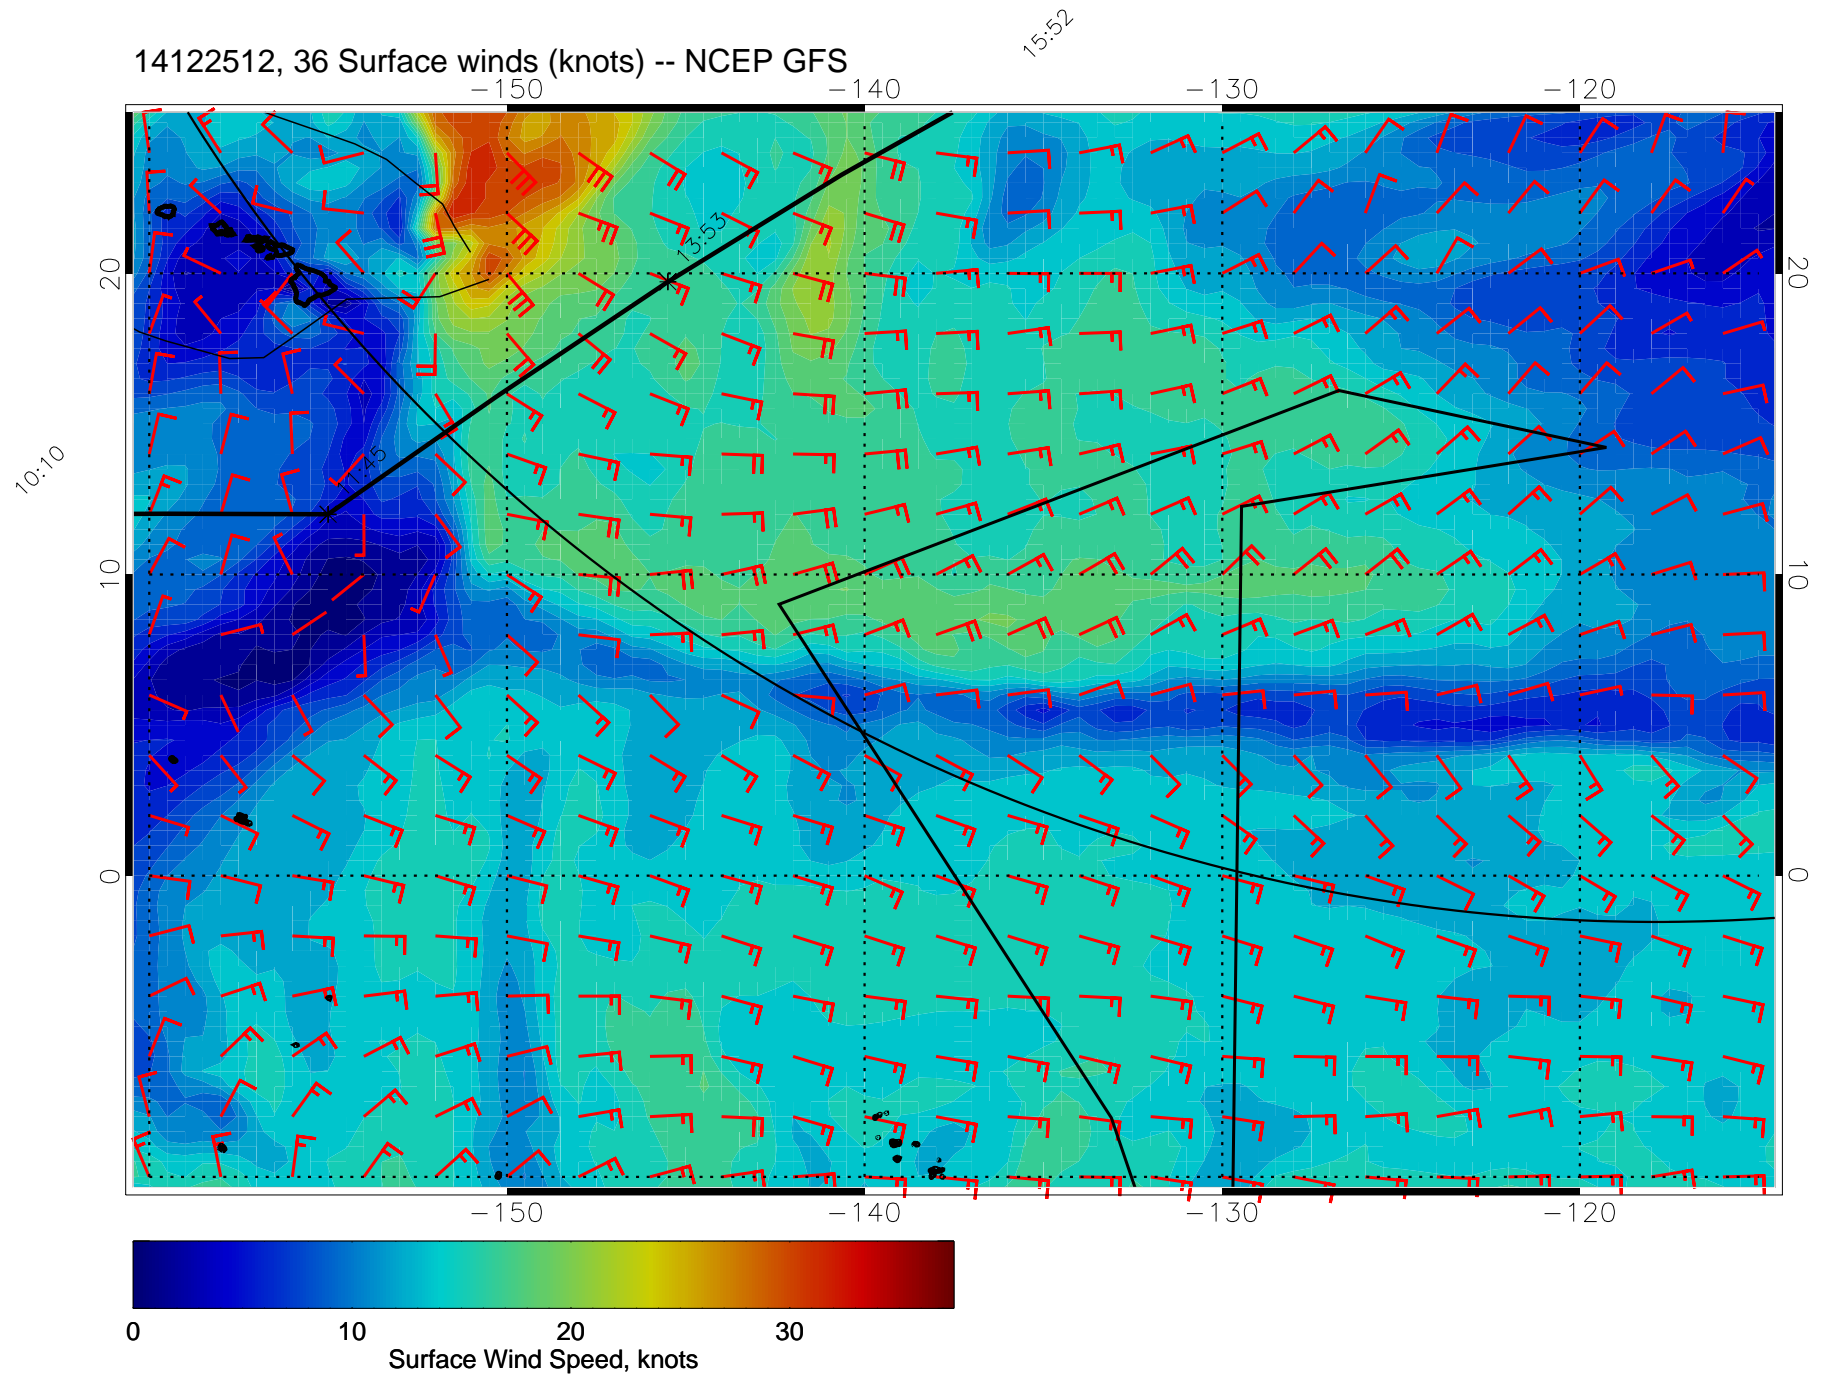 15:52
14122512, 36 Surface winds (knots) -- NCEP GFS
-150 -140 -130 -120
13:53
20 20
11:45
10:10
10 10
0 0
-150 -140 -130 -120
0 10 20 30
Surface Wind Speed, knots